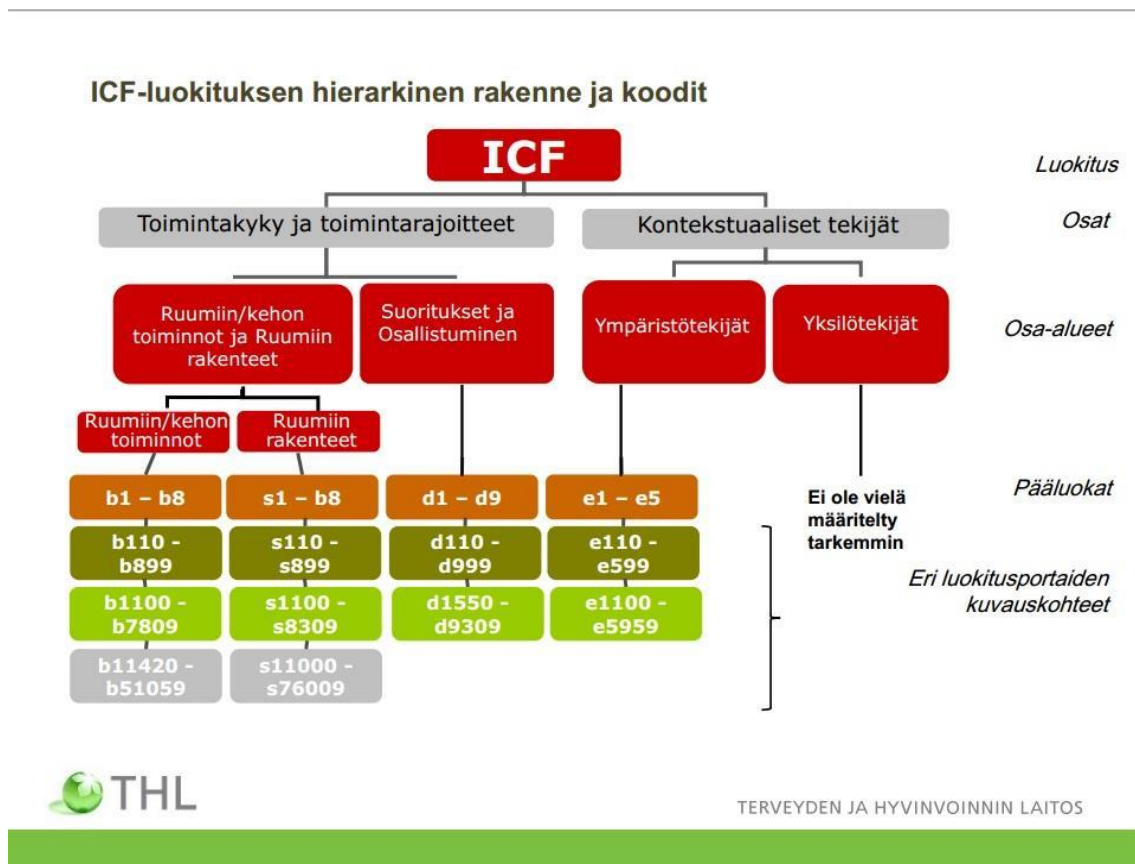 ICF-luokituksen hierarkinen rakenne ja koodit
ICF
Luokitus
Toimintakyky ja toimintarajoitteet
Kontekstuaaliset tekijät
Osat
Ruumiin/kehon
toiminnot ja Ruumiin
rakenteet
Suoritukset ja
Osallistuminen
Ympäristötekijät
Yksilötekijät
Osa-alueet
Ruumiin/kehon
toiminnot
Ruumiin
rakenteet
b1 – b8
s1 – b8
d1 – d9
e1 – e5
Ei ole vielä
määritelty
tarkemmin
Pääluokat
b110 -
b899
s110 -
s899
d110 -
d999
e110 -
e599
b1100 -
b7809
s1100 -
s8309
d1550 -
d9309
e1100 -
e5959
Eri luokitusportaiden
kuvauskohteet
b11420 -
b51059
s11000 -
s76009
THL
TERVEYDEN JA HYVINVOINNIN LAITOS